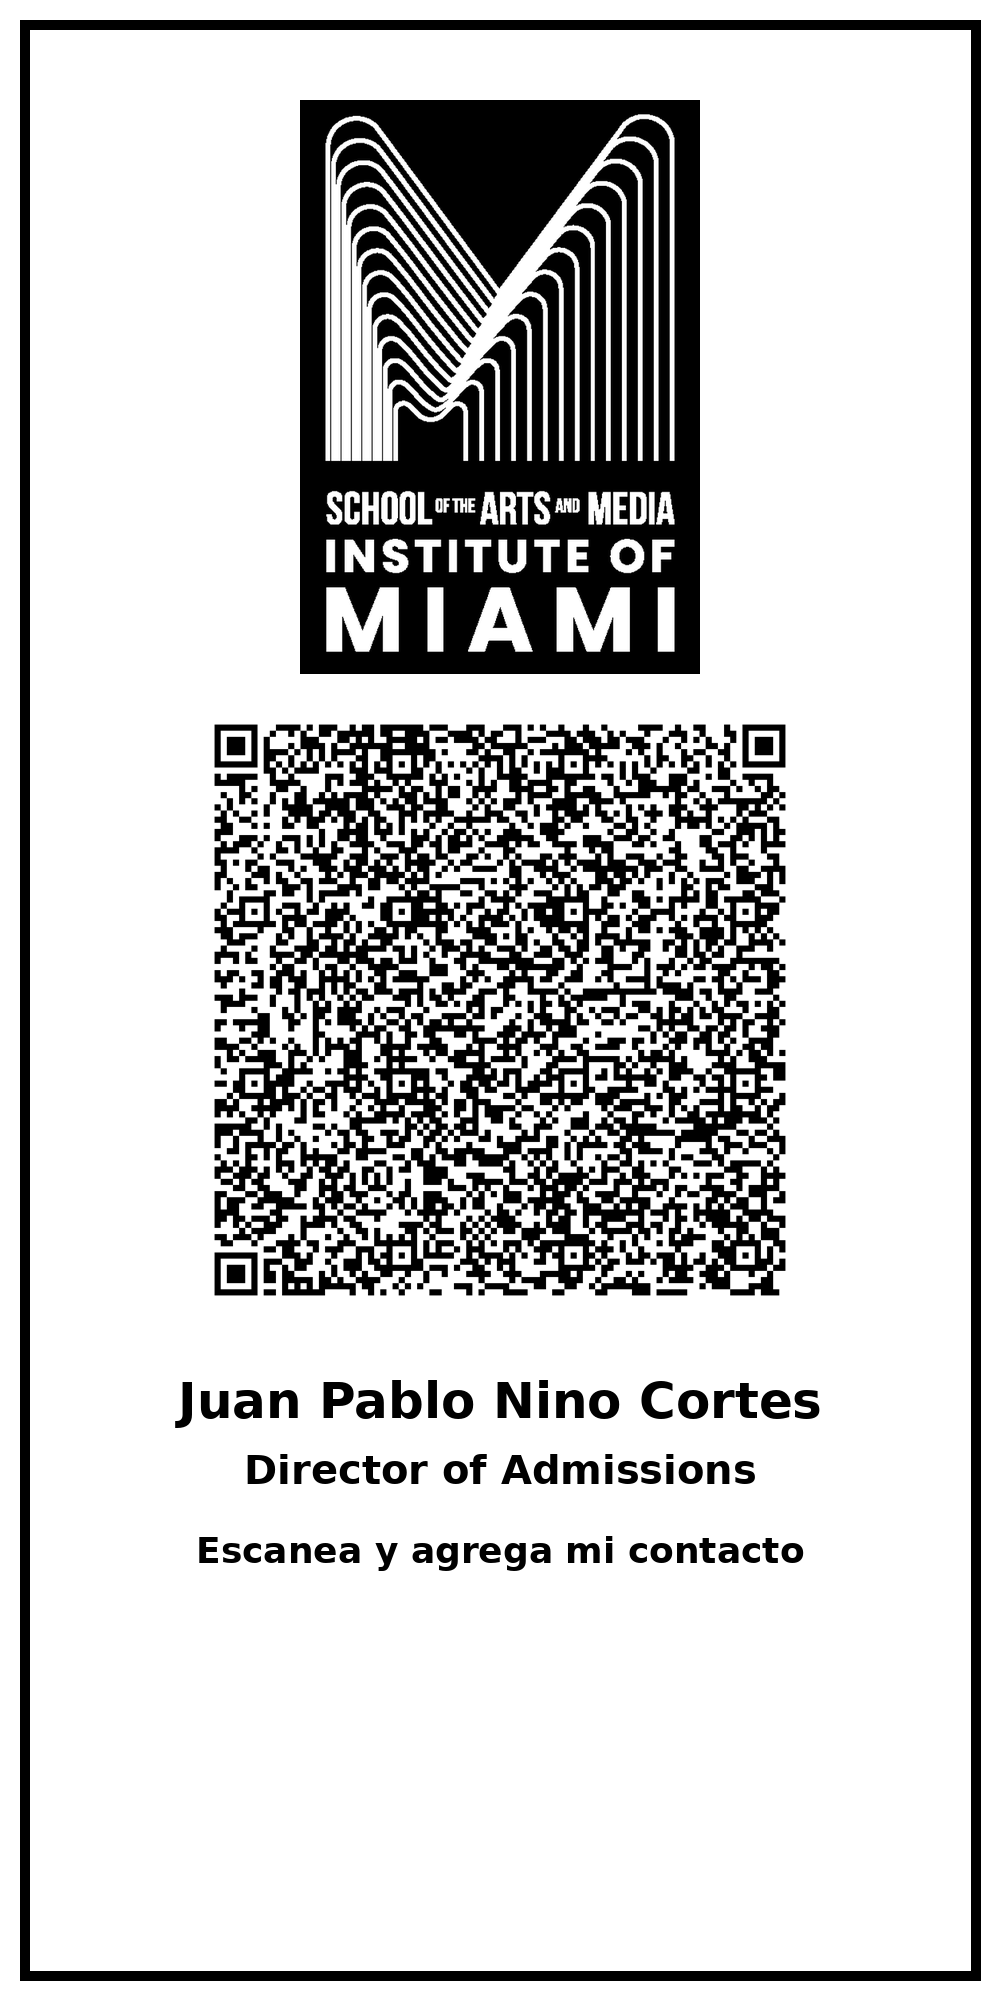 SCHOOL OF THE ARTS AND MEDIA
INSTITUTE OF
MIAMI
Juan Pablo Nino Cortes
Director of Admissions
Escanea y agrega mi contacto